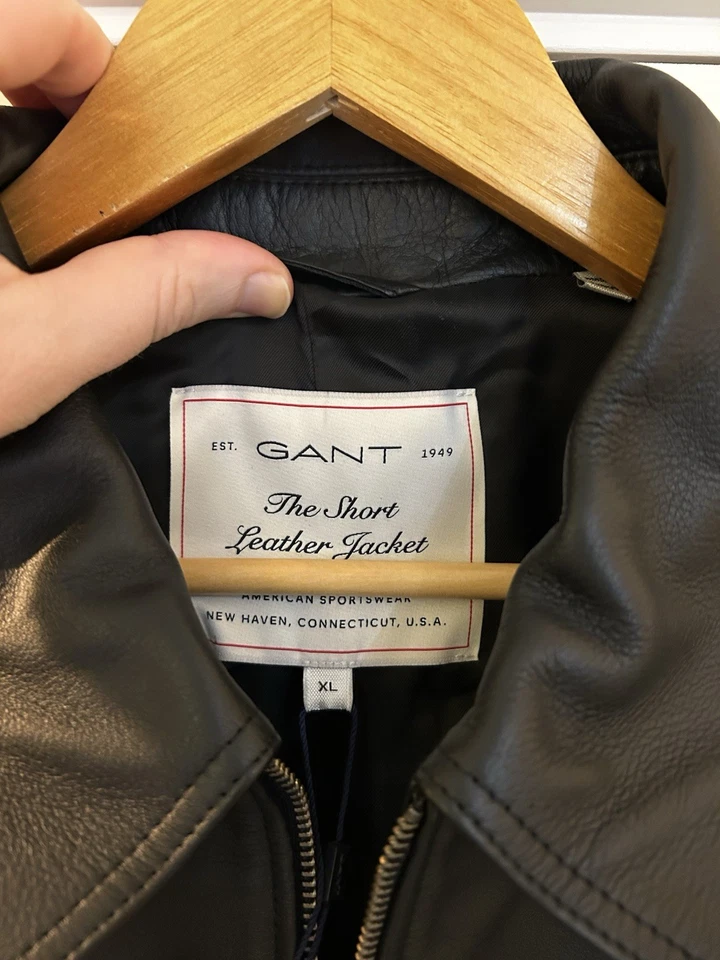 EST. GANT 1949
The Short
Leather Jacket
AMERICAN SPORTSWEAR
NEW HAVEN, CONNECTICUT, U.S.A.
XL